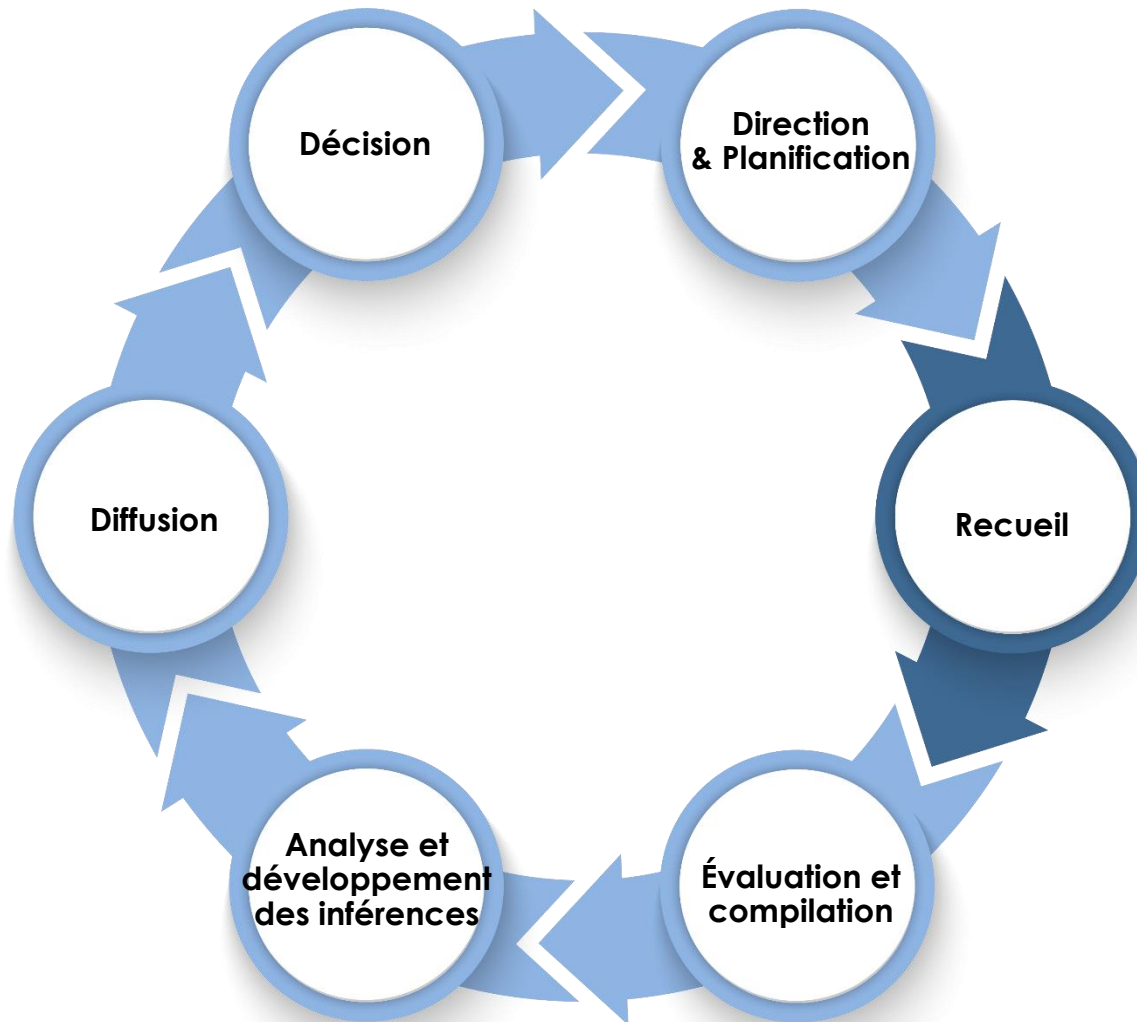 Décision
Direction
& Planification
Recueil
Évaluation et
compilation
Analyse et
développement
des inférences
Diffusion